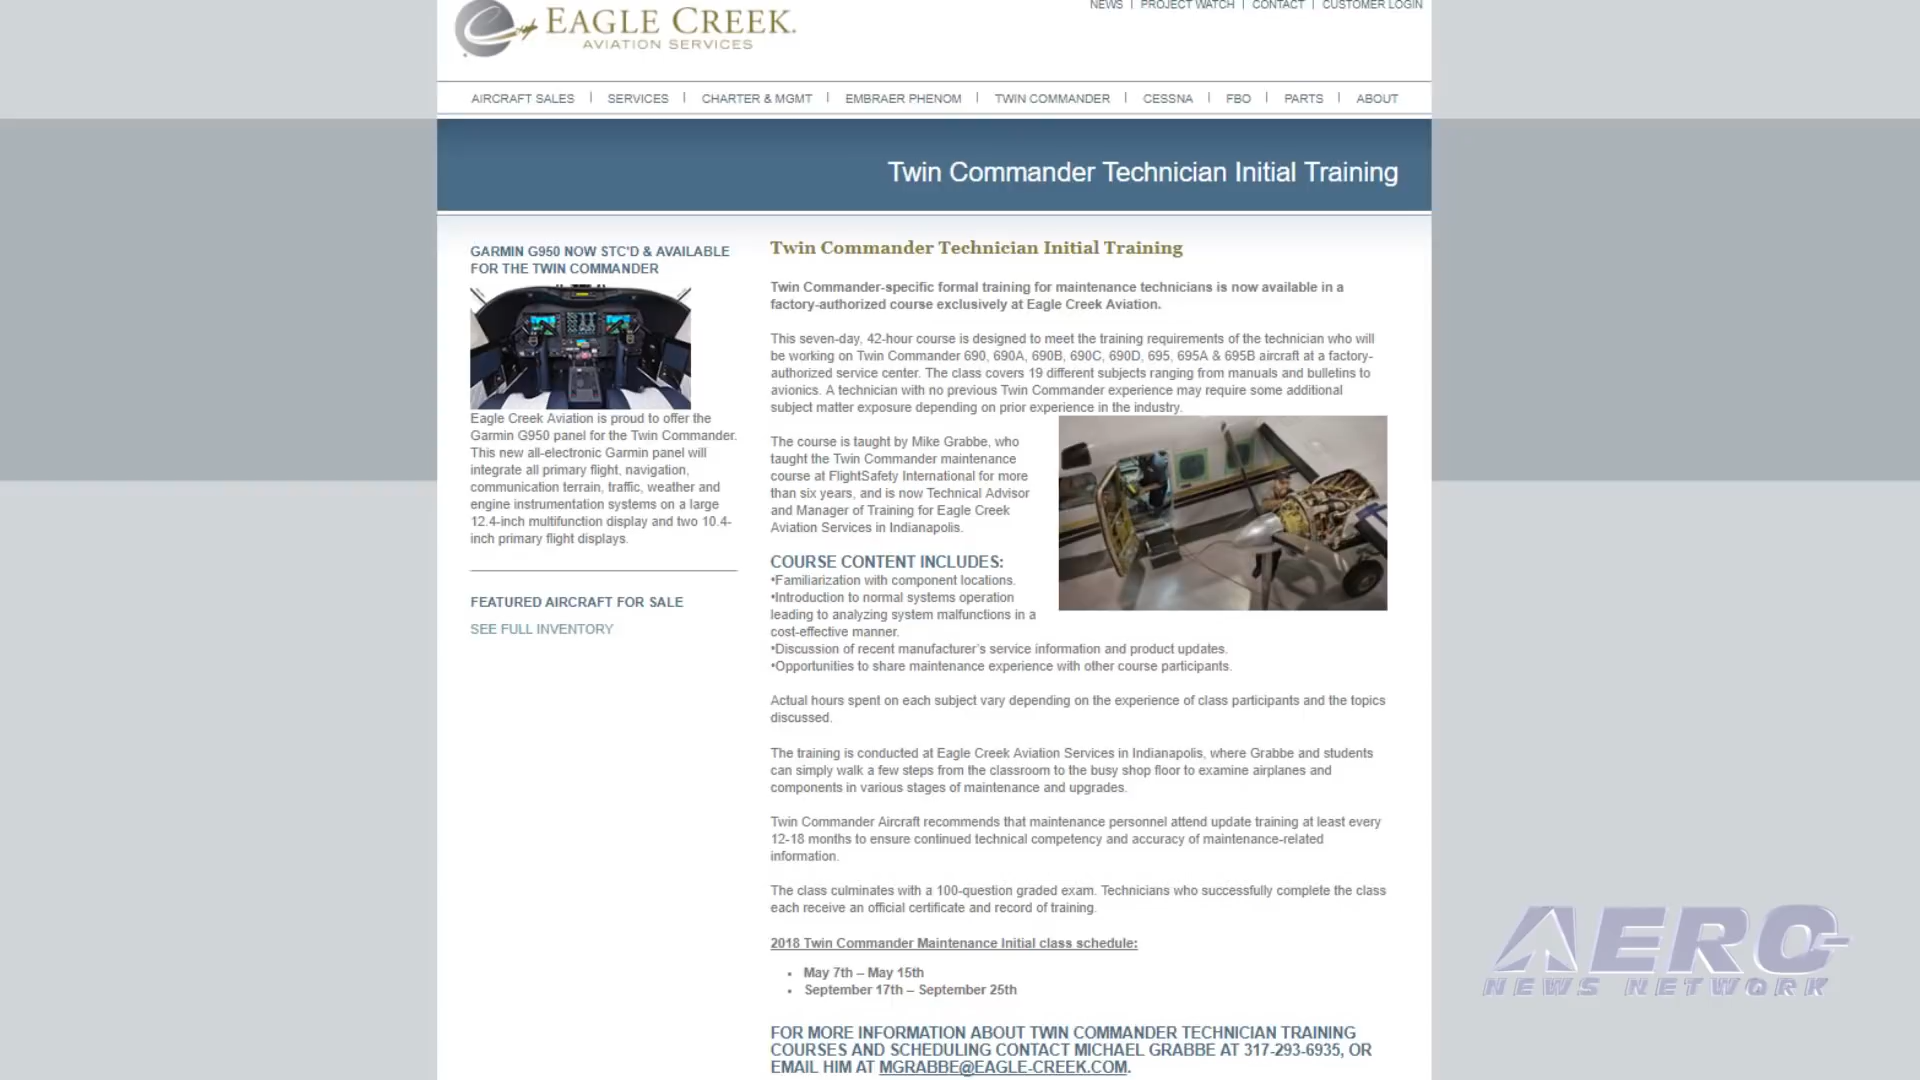 NEWS | PROJECT WATCH | CONTACT | CUSTOMER LOGIN
EAGLE CREEK.
AVIATION SERVICES
AIRCRAFT SALES | SERVICES | CHARTER & MGMT | EMBRAER PHENOM | TWIN COMMANDER | CESSNA | FBO | PARTS | ABOUT
Twin Commander Technician Initial Training
GARMIN G950 NOW STC'D & AVAILABLE
FOR THE TWIN COMMANDER
Eagle Creek Aviation is proud to offer the
Garmin G950 panel for the Twin Commander.
This new all-electronic Garmin panel will
integrate all primary flight, navigation,
communication terrain, traffic, weather and
engine instrumentation systems on a large
12.4-inch multifunction display and two 10.4-
inch primary flight displays.
FEATURED AIRCRAFT FOR SALE
SEE FULL INVENTORY
Twin Commander Technician Initial Training
Twin Commander-specific formal training for maintenance technicians is now available in a
factory-authorized course exclusively at Eagle Creek Aviation.
This seven-day, 42-hour course is designed to meet the training requirements of the technician who will
be working on Twin Commander 690, 690A, 690B, 690C, 690D, 695, 695A & 695B aircraft at a factory-
authorized service center. The class covers 19 different subjects ranging from manuals and bulletins to
avionics. A technician with no previous Twin Commander experience may require some additional
subject matter exposure depending on prior experience in the industry.
The course is taught by Mike Grabbe, who
taught the Twin Commander maintenance
course at FlightSafety International for more
than six years, and is now Technical Advisor
and Manager of Training for Eagle Creek
Aviation Services in Indianapolis.
COURSE CONTENT INCLUDES:
•Familiarization with component locations.
•Introduction to normal systems operation
leading to analyzing system malfunctions in a
cost-effective manner.
•Discussion of recent manufacturer's service information and product updates.
•Opportunities to share maintenance experience with other course participants.
Actual hours spent on each subject vary depending on the experience of class participants and the topics
discussed.
The training is conducted at Eagle Creek Aviation Services in Indianapolis, where Grabbe and students
can simply walk a few steps from the classroom to the busy shop floor to examine airplanes and
components in various stages of maintenance and upgrades.
Twin Commander Aircraft recommends that maintenance personnel attend update training at least every
12-18 months to ensure continued technical competency and accuracy of maintenance-related
information.
The class culminates with a 100-question graded exam. Technicians who successfully complete the class
each receive an official certificate and record of training.
2018 Twin Commander Maintenance Initial class schedule:
• May 7th – May 15th
• September 17th – September 25th
FOR MORE INFORMATION ABOUT TWIN COMMANDER TECHNICIAN TRAINING
COURSES AND SCHEDULING CONTACT MICHAEL GRABBE AT 317-293-6935, OR
EMAIL HIM AT MGRABBE@EAGLE-CREEK.COM.
AERO-
NEWS NETWORK